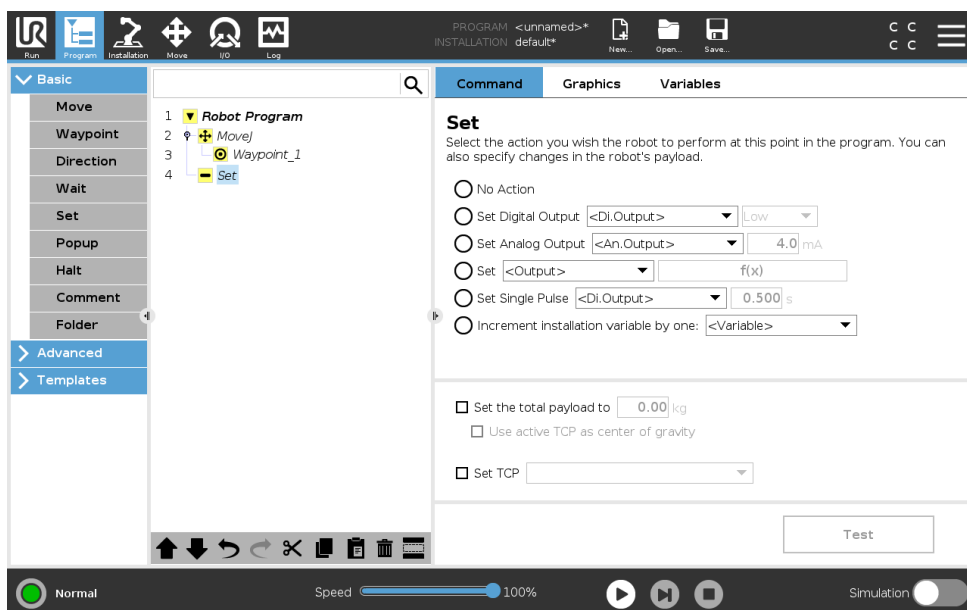 UR
PROGRAM <unnamed>*
INSTALLATION default*
Run Program Installation Move I/O Log
New... Open... Save...
C C
C C
Basic
Move
Waypoint
Direction
Wait
Set
Popup
Halt
Comment
Folder
Advanced
Templates
1 Robot Program
2 MoveJ
3 Waypoint_1
4 Set
Command Graphics Variables
Set
Select the action you wish the robot to perform at this point in the program. You can
also specify changes in the robot's payload.
No Action
Set Digital Output <Di.Output> Low
Set Analog Output <An.Output> 4.0 mA
Set <Output> f(x)
Set Single Pulse <Di.Output> 0.500 s
Increment installation variable by one: <Variable>
Set the total payload to 0.00 kg
Use active TCP as center of gravity
Set TCP
Test
Normal
Speed 100%
Simulation